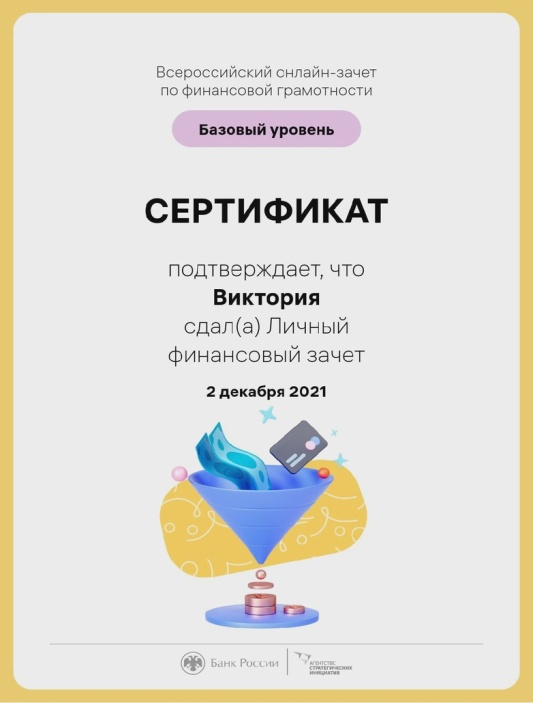 Всероссийский онлайн-зачет
по финансовой грамотности
Базовый уровень
СЕРТИФИКАТ
подтверждает, что
Виктория
сдал(а) Личный
финансовый зачет
2 декабря 2021
Банк России
АГЕНТСТВО
СТРАТЕГИЧЕСКИХ
ИНИЦИАТИВ